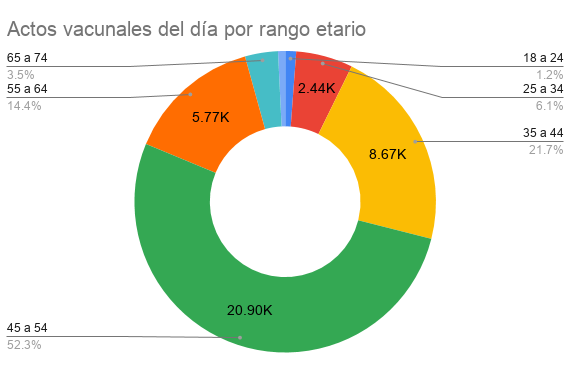 Actos vacunales del día por rango etario
65 a 74
3.5%
55 a 64
14.4%
18 a 24
1.2%
25 a 34
6.1%
35 a 44
21.7%
2.44K
5.77K
8.67K
20.90K
45 a 54
52.3%